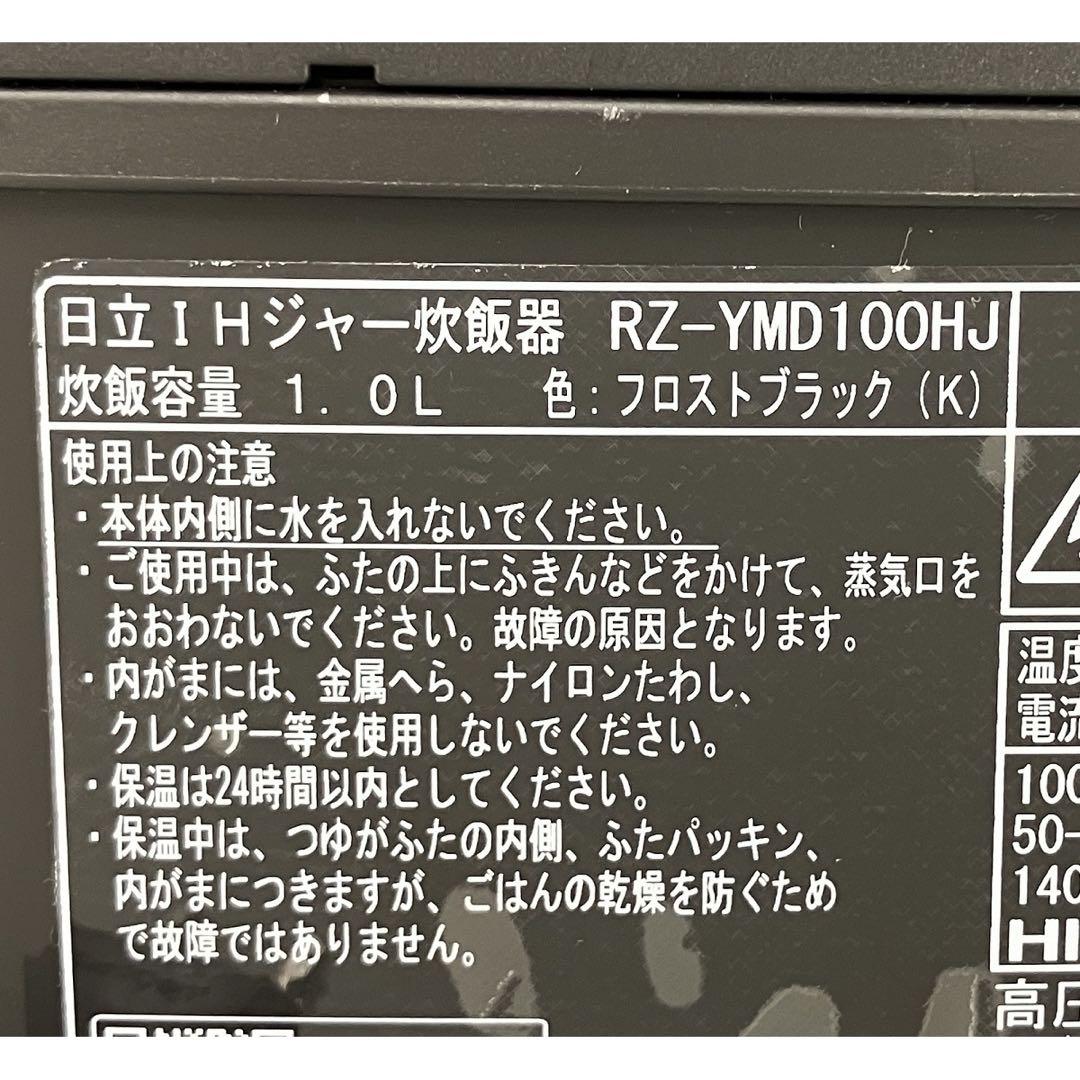 日立IHジャー炊飯器 RZ-YMD100HJ
炊飯容量 1.0L 色:フロストブラック(K)
使用上の注意
・本体内側に水を入れないでください。
・ご使用中は、ふたの上にふきんなどをかけて、蒸気口を
おおわないでください。故障の原因となります。
・内がまには、金属へら、ナイロンたわし、
クレンザー等を使用しないでください。
・保温は24時間以内としてください。
・保温中は、つゆがふたの内側、ふたパッキン、
内がまにつきますが、ごはんの乾燥を防ぐため
で故障ではありません。
温度
電流
100
50-
140
HI
高圧